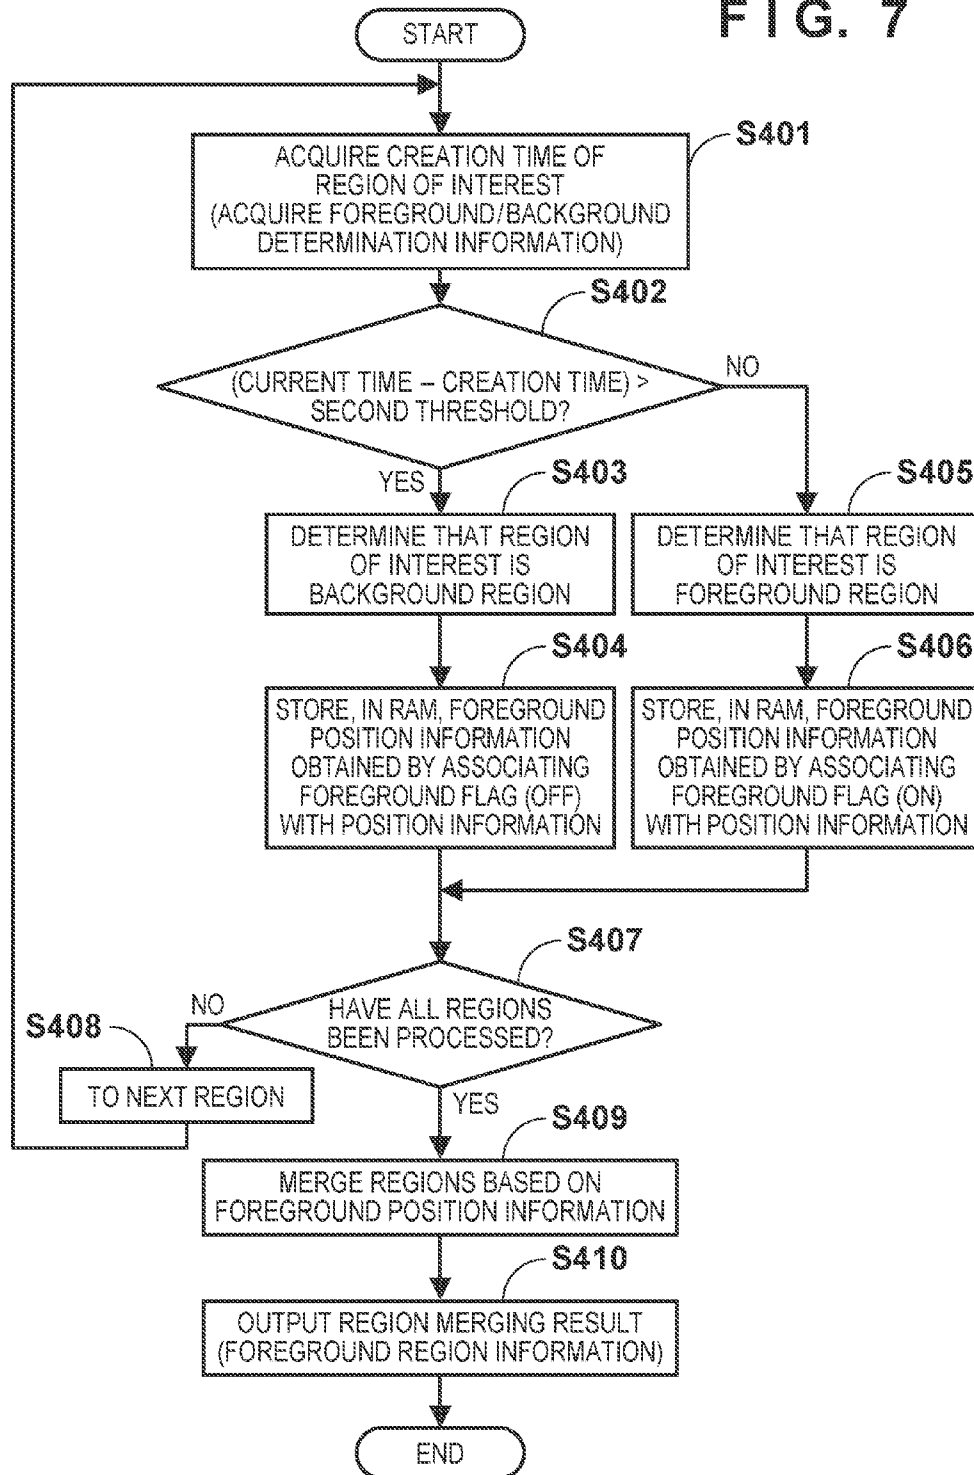 FIG. 7
START
S401
ACQUIRE CREATION TIME OF
REGION OF INTEREST
(ACQUIRE FOREGROUND/BACKGROUND
DETERMINATION INFORMATION)
S402
(CURRENT TIME – CREATION TIME) >
SECOND THRESHOLD?
NO
YES
S403
DETERMINE THAT REGION
OF INTEREST IS
BACKGROUND REGION
S405
DETERMINE THAT REGION
OF INTEREST IS
FOREGROUND REGION
S404
STORE, IN RAM, FOREGROUND
POSITION INFORMATION
OBTAINED BY ASSOCIATING
FOREGROUND FLAG (OFF)
WITH POSITION INFORMATION
S406
STORE, IN RAM, FOREGROUND
POSITION INFORMATION
OBTAINED BY ASSOCIATING
FOREGROUND FLAG (ON)
WITH POSITION INFORMATION
S407
HAVE ALL REGIONS
BEEN PROCESSED?
NO
S408
TO NEXT REGION
YES
S409
MERGE REGIONS BASED ON
FOREGROUND POSITION INFORMATION
S410
OUTPUT REGION MERGING RESULT
(FOREGROUND REGION INFORMATION)
END